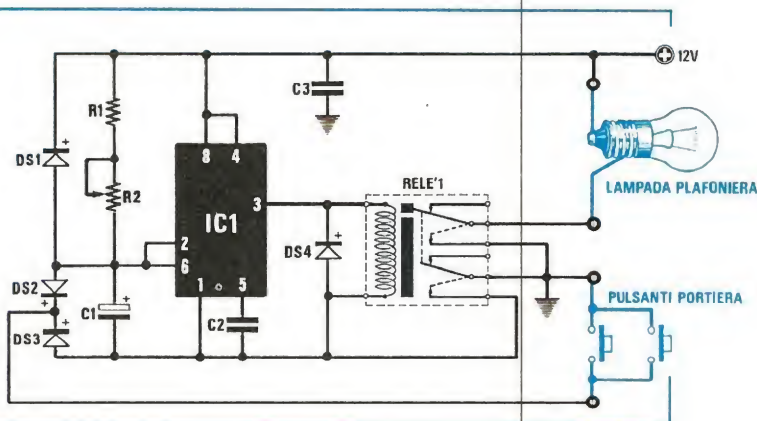 12V
C3
R1
DS1
8 4
RELE'1
R2
3
LAMPADA PLAFONIERA
IC1
DS4
2
6
DS2
1 5
PULSANTI PORTIERA
C1
C2
DS3